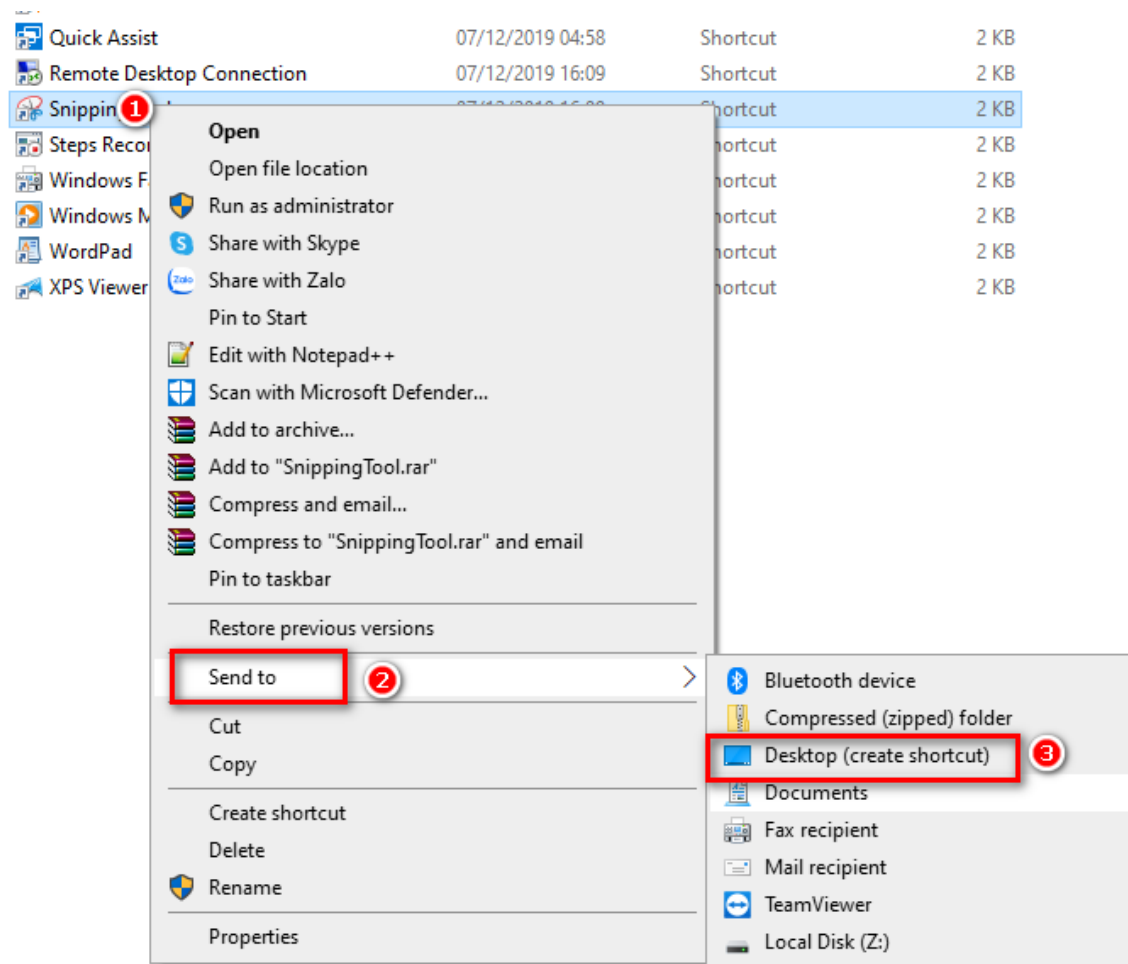 Quick Assist 07/12/2019 04:58 Shortcut 2 KB
Remote Desktop Connection 07/12/2019 16:09 Shortcut 2 KB
Snippin 1 hortcut 2 KB
Steps Reco hortcut 2 KB
Windows F hortcut 2 KB
Windows M hortcut 2 KB
WordPad hortcut 2 KB
XPS Viewer hortcut 2 KB
Open
Open file location
Run as administrator
S Share with Skype
Zalo Share with Zalo
Pin to Start
Edit with Notepad++
Scan with Microsoft Defender...
Add to archive...
Add to "SnippingTool.rar"
Compress and email...
Compress to "SnippingTool.rar" and email
Pin to taskbar
Restore previous versions
Send to 2
Cut
Copy
Create shortcut
Delete
Rename
Properties
Bluetooth device
Compressed (zipped) folder
Desktop (create shortcut) 3
Documents
Fax recipient
Mail recipient
TeamViewer
Local Disk (Z:)